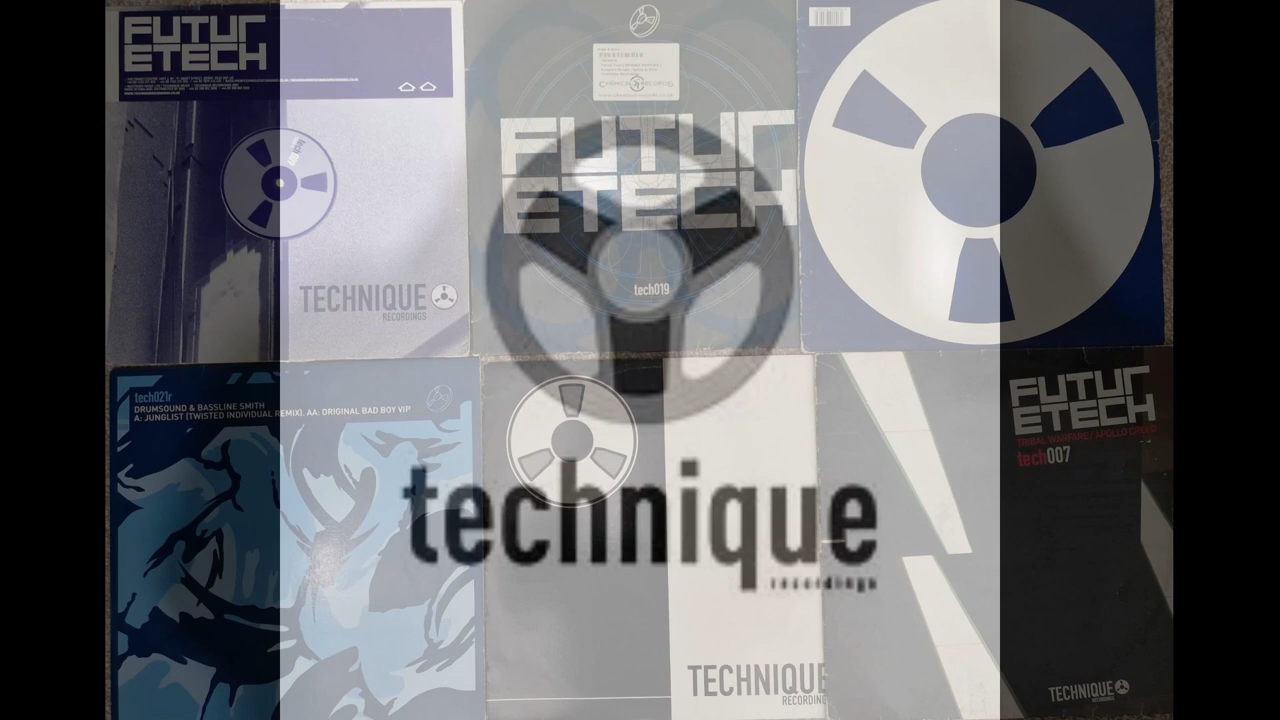 FUTUR
ETECH
TECHNIQUE
RECORDINGS
FUTUR
ETECH
tech019
tech021r
DRUMSOUND & BASSLINE SMITH
A: JUNGLIST (TWISTED INDIVIDUAL REMIX). AA: ORIGINAL BAD BOY VIP
technique
recordings
TECHNIQUE
RECORDING
FUTUR
ETECH
TRIBAL WARFARE / APOLLO CREED
tech007
TECHNIQUE
RECORDINGS